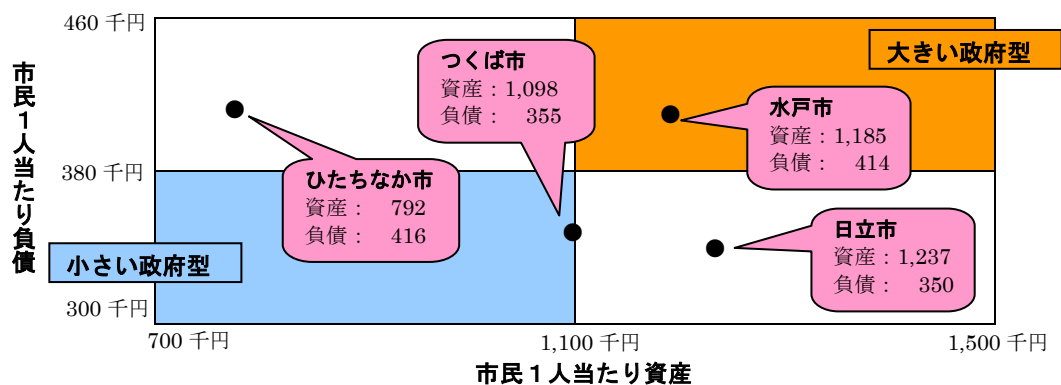 460 千円
大きい政府型
市民１人当たり負債
つくば市
資産：1,098
負債： 355
水戸市
資産：1,185
負債： 414
380 千円
ひたちなか市
資産： 792
負債： 416
日立市
資産：1,237
負債： 350
小さい政府型
300 千円
700 千円
1,100 千円
1,500 千円
市民１人当たり資産